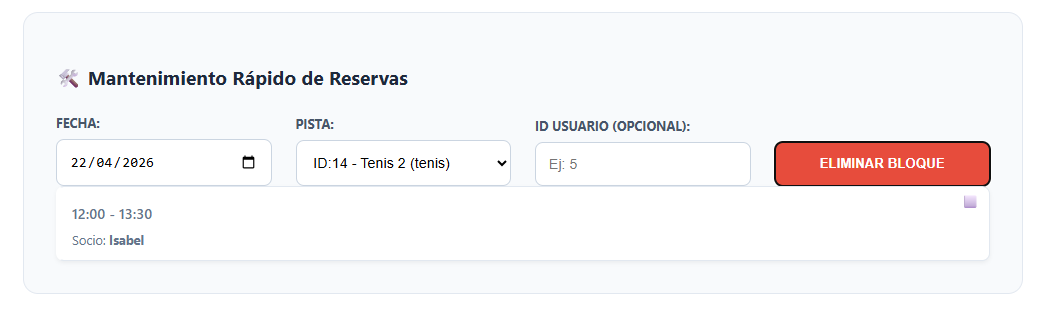 Mantenimiento Rápido de Reservas
FECHA:
PISTA:
ID USUARIO (OPCIONAL):
22/04/2026
ID:14 - Tenis 2 (tenis)
Ej: 5
ELIMINAR BLOQUE
12:00 - 13:30
Socio: Isabel